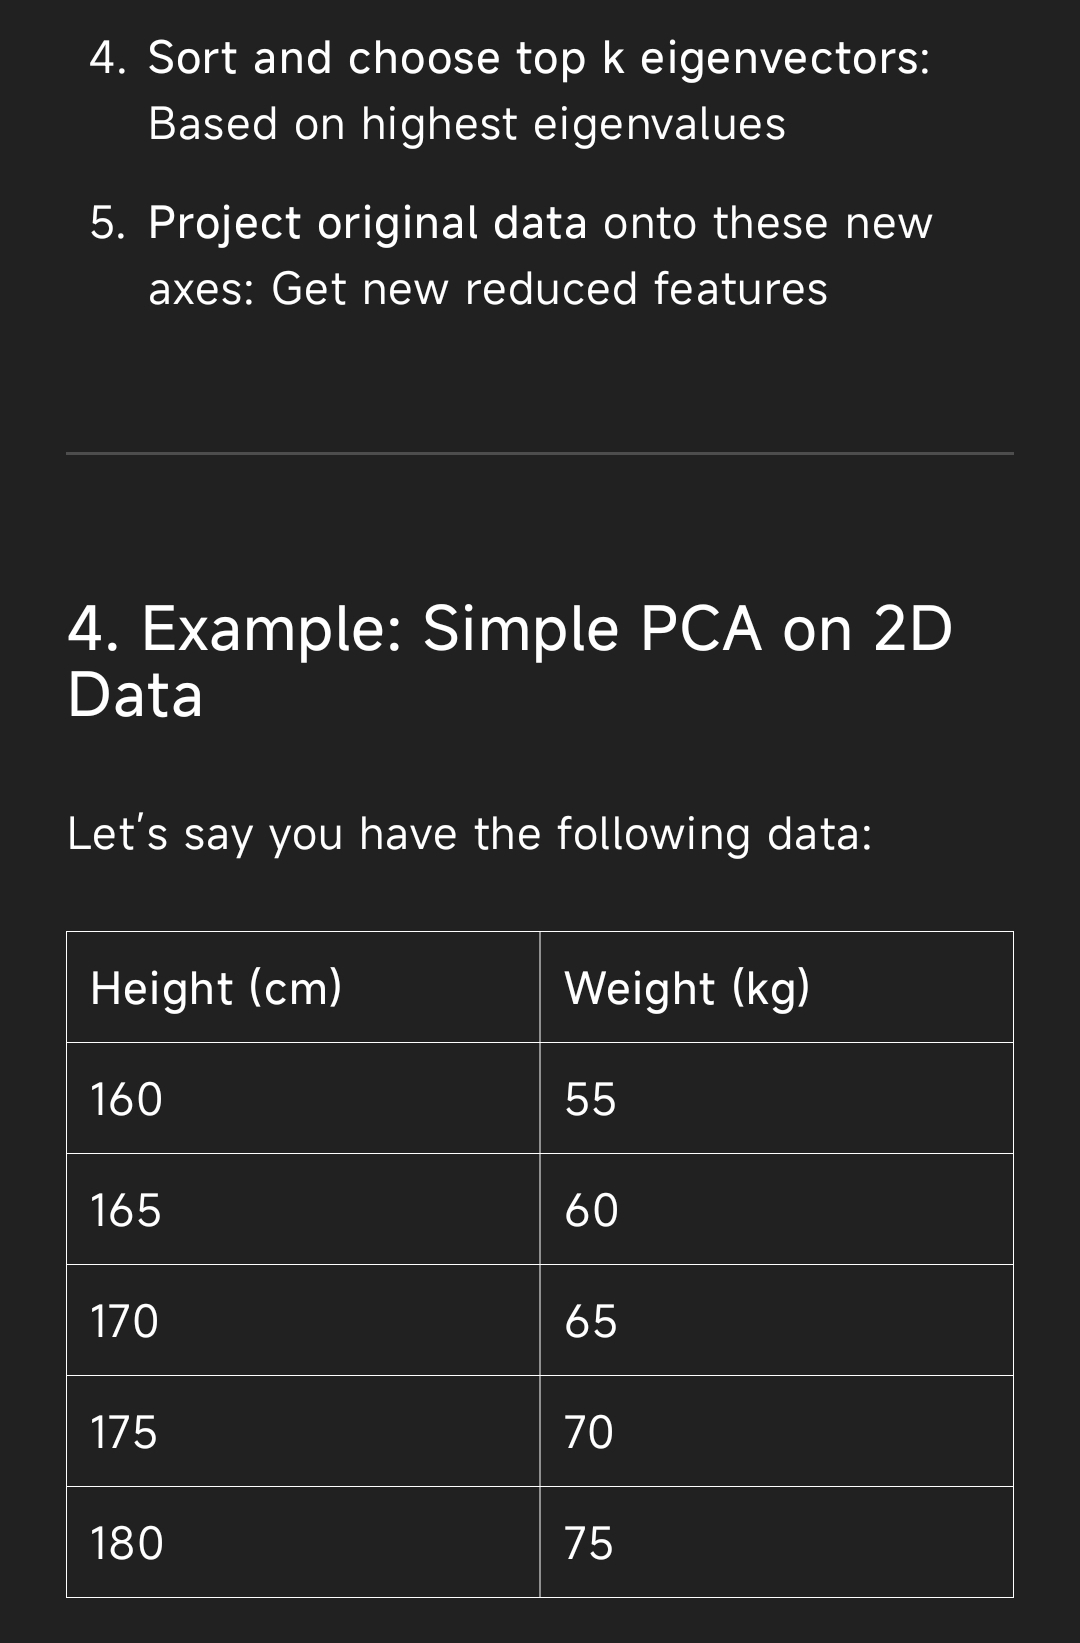 4. Sort and choose top k eigenvectors:
Based on highest eigenvalues
5. Project original data onto these new
axes: Get new reduced features
4. Example: Simple PCA on 2D
Data
Let's say you have the following data:
Height (cm) Weight (kg)
160 55
165 60
170 65
175 70
180 75